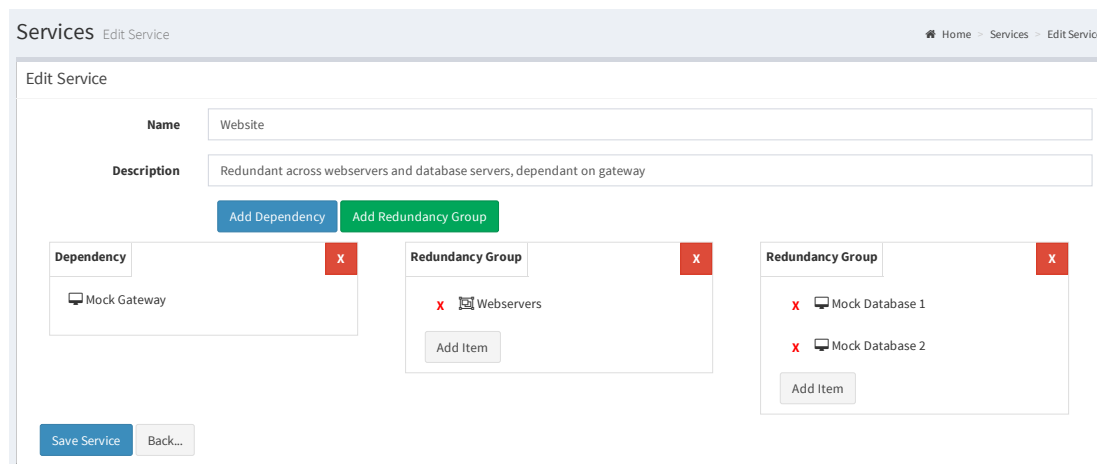 Services Edit Service
Home > Services > Edit Service
Edit Service
Name Website
Description Redundant across webservers and database servers, dependant on gateway
Add Dependency Add Redundancy Group
Dependency X Redundancy Group X Redundancy Group X
Mock Gateway X Webservers X Mock Database 1
Add Item X Mock Database 2
Add Item
Save Service Back...